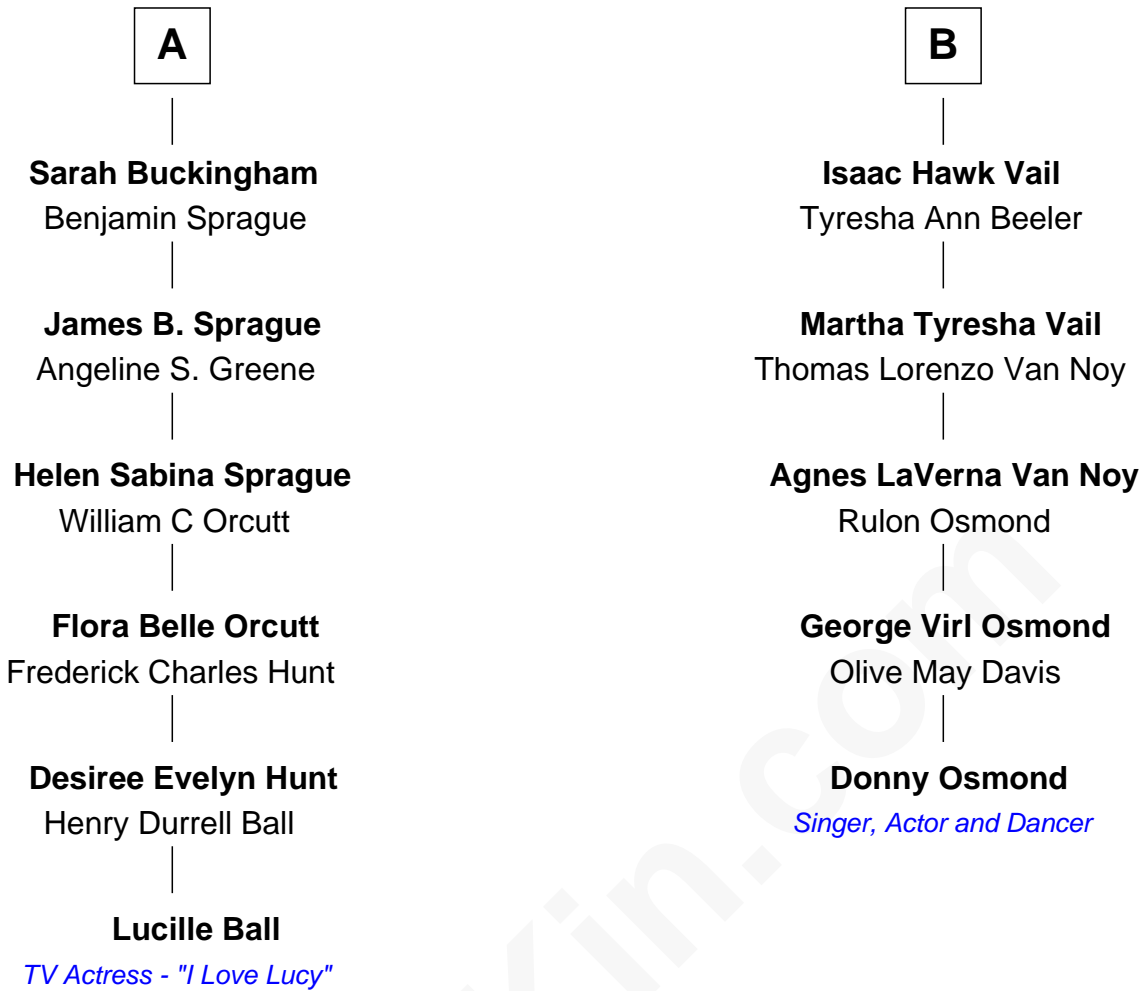 A
Sarah Buckingham
Benjamin Sprague
James B. Sprague
Angeline S. Greene
Helen Sabina Sprague
William C Orcutt
Flora Belle Orcutt
Frederick Charles Hunt
Desiree Evelyn Hunt
Henry Durrell Ball
Lucille Ball
TV Actress - "I Love Lucy"
B
Isaac Hawk Vail
Tyresha Ann Beeler
Martha Tyresha Vail
Thomas Lorenzo Van Noy
Agnes LaVerna Van Noy
Rulon Osmond
George Virl Osmond
Olive May Davis
Donny Osmond
Singer, Actor and Dancer